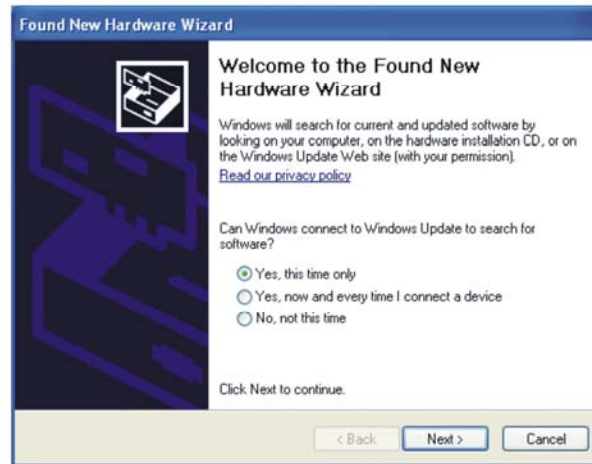 Found New Hardware Wizard
Welcome to the Found New
Hardware Wizard
Windows will search for current and updated software by
looking on your computer, on the hardware installation CD, or on
the Windows Update Web site (with your permission).
Read our privacy policy
Can Windows connect to Windows Update to search for
software?
Yes, this time only
Yes, now and every time I connect a device
No, not this time
Click Next to continue.
< Back
Next >
Cancel